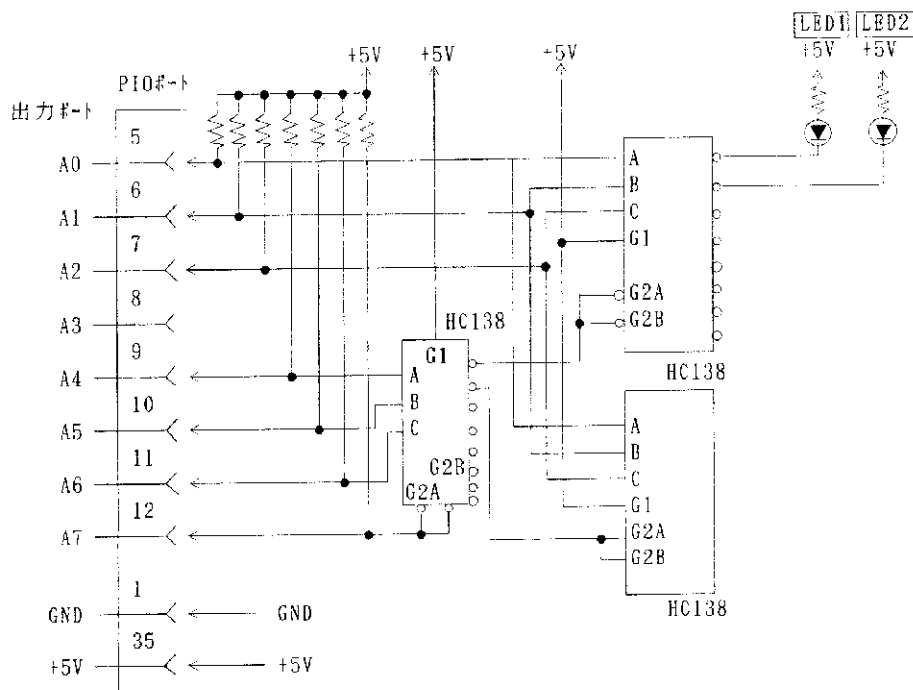 LED1 LED2
+5V +5V
+5V +5V +5V
PIOポート
出力ポート
5
A0
6
A1
7
A2
8
A3
9
A4
10
A5
11
A6
12
A7
1
GND GND
35
+5V +5V
HC138
G1
A
B
C
G2B
G2A
A
B
C
G1
G2A
G2B
HC138
A
B
C
G1
G2A
G2B
HC138